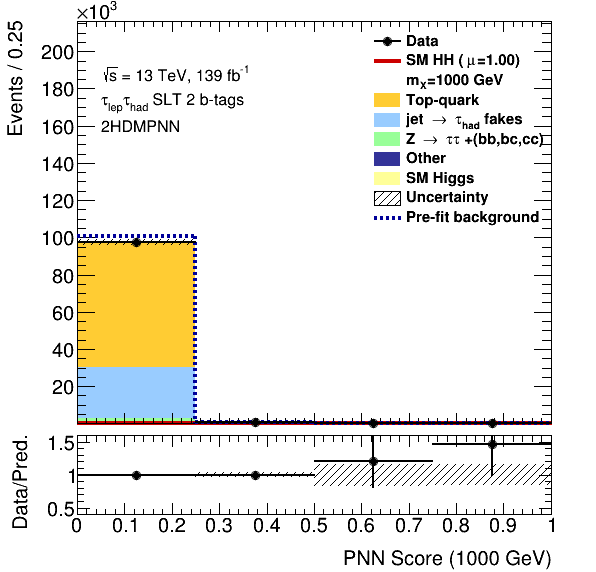 ×10³
Events / 0.25
200
180
160
140
120
100
80
60
40
20
√s = 13 TeV, 139 fb⁻¹
τlepτhad SLT 2 b-tags
2HDMPNN
Data
SM HH ( μ=1.00)
mX=1000 GeV
Top-quark
jet → τhad fakes
Z → ττ +(bb,bc,cc)
Other
SM Higgs
Uncertainty
Pre-fit background
Data/Pred.
1.5
1
0.5
0 0.1 0.2 0.3 0.4 0.5 0.6 0.7 0.8 0.9 1
PNN Score (1000 GeV)